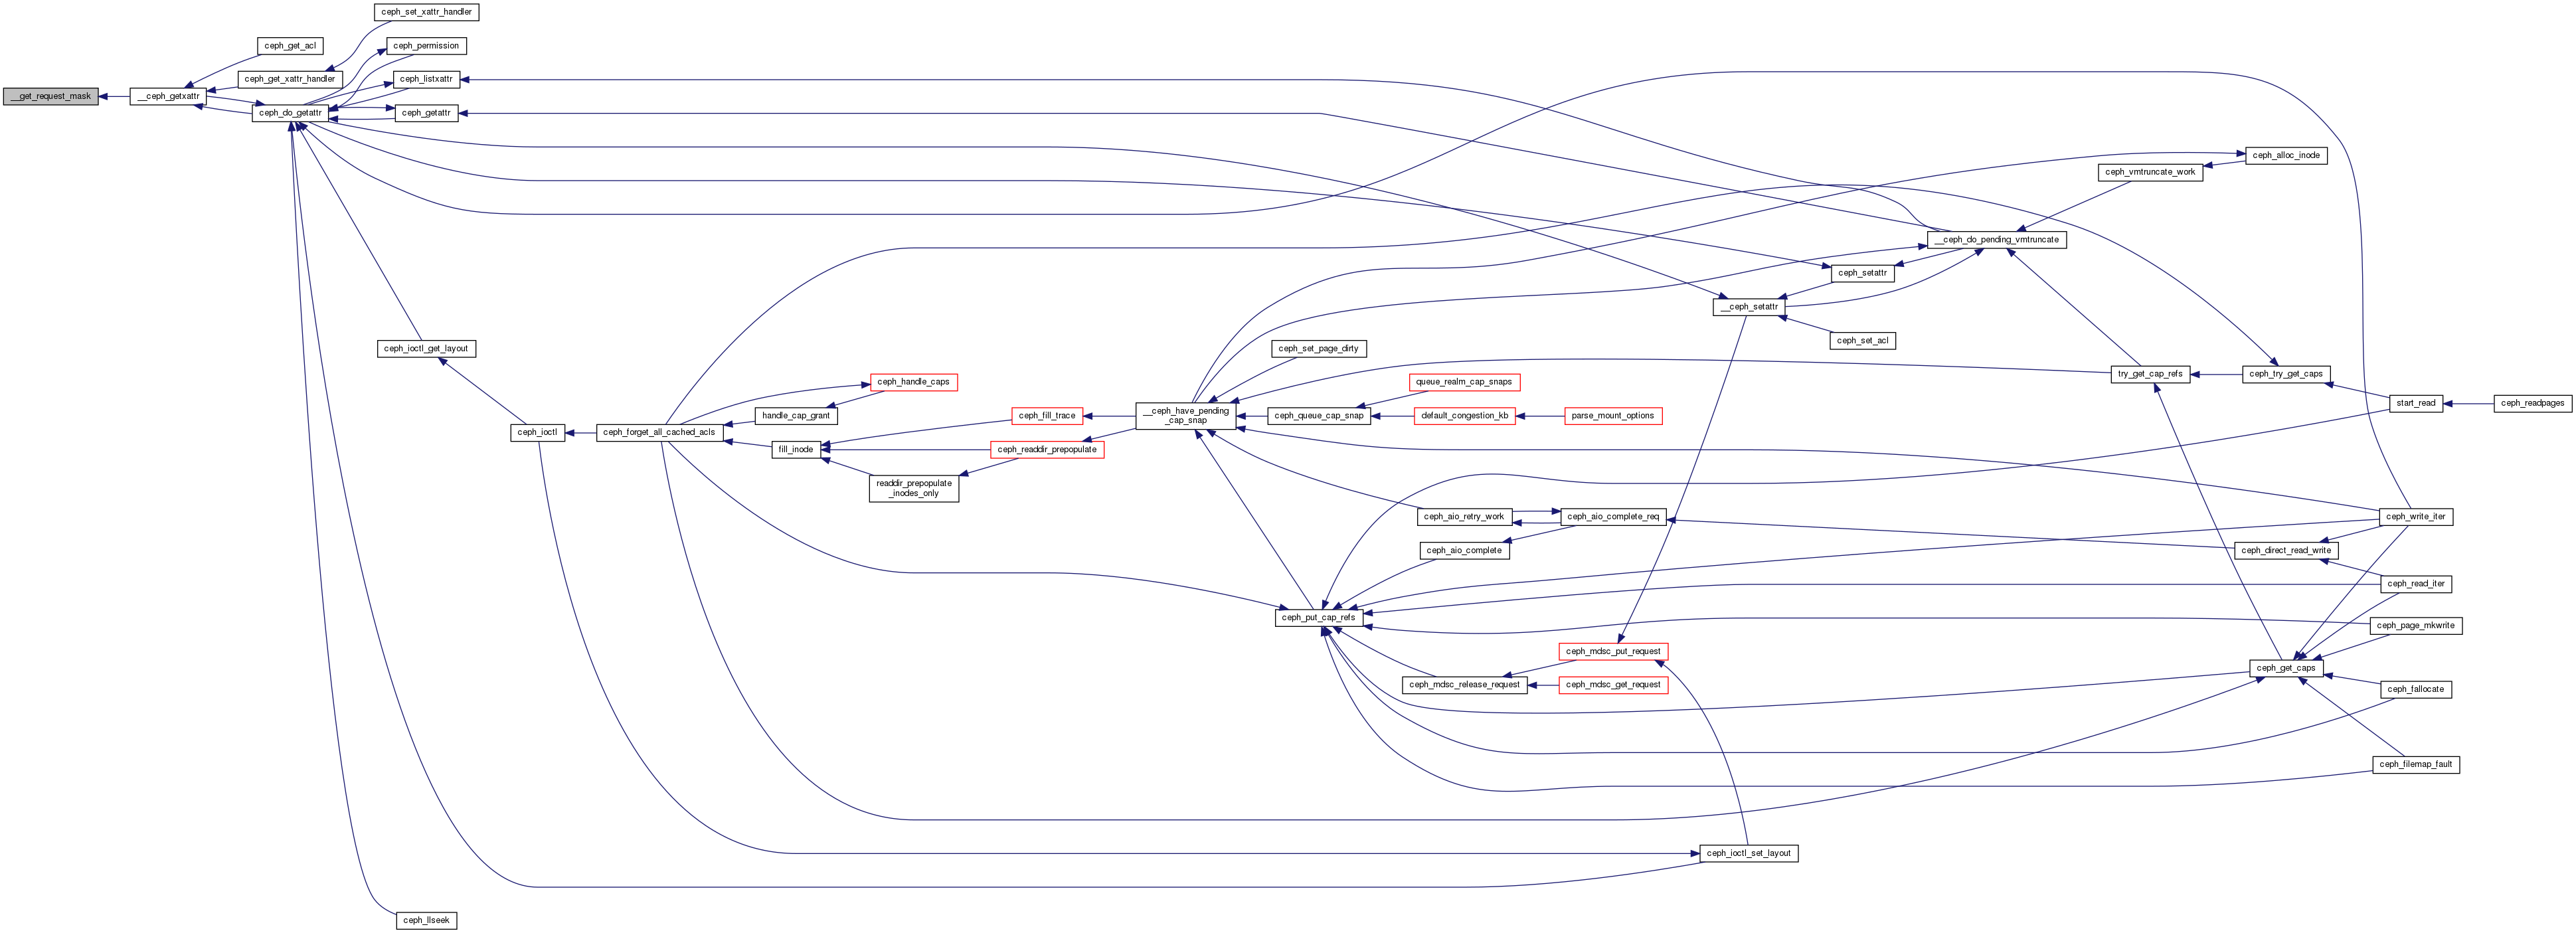 ceph_set_xattr_handler
ceph_get_acl
ceph_permission
ceph_get_xattr_handler
ceph_listxattr
__get_request_mask
__ceph_getxattr
ceph_do_getattr
ceph_getattr
ceph_alloc_inode
ceph_vmtruncate_work
__ceph_do_pending_vmtruncate
ceph_setattr
__ceph_setattr
ceph_set_acl
ceph_ioctl_get_layout
ceph_set_page_dirty
try_get_cap_refs
ceph_try_get_caps
ceph_handle_caps
queue_realm_cap_snaps
start_read
ceph_readpages
handle_cap_grant
ceph_fill_trace
__ceph_have_pending
_cap_snap
ceph_queue_cap_snap
default_congestion_kb
parse_mount_options
ceph_ioctl
ceph_forget_all_cached_acls
fill_inode
ceph_readdir_prepopulate
readdir_prepopulate
_inodes_only
ceph_aio_retry_work
ceph_aio_complete_req
ceph_write_iter
ceph_aio_complete
ceph_direct_read_write
ceph_read_iter
ceph_put_cap_refs
ceph_page_mkwrite
ceph_mdsc_put_request
ceph_get_caps
ceph_mdsc_release_request
ceph_mdsc_get_request
ceph_fallocate
ceph_filemap_fault
ceph_ioctl_set_layout
ceph_llseek